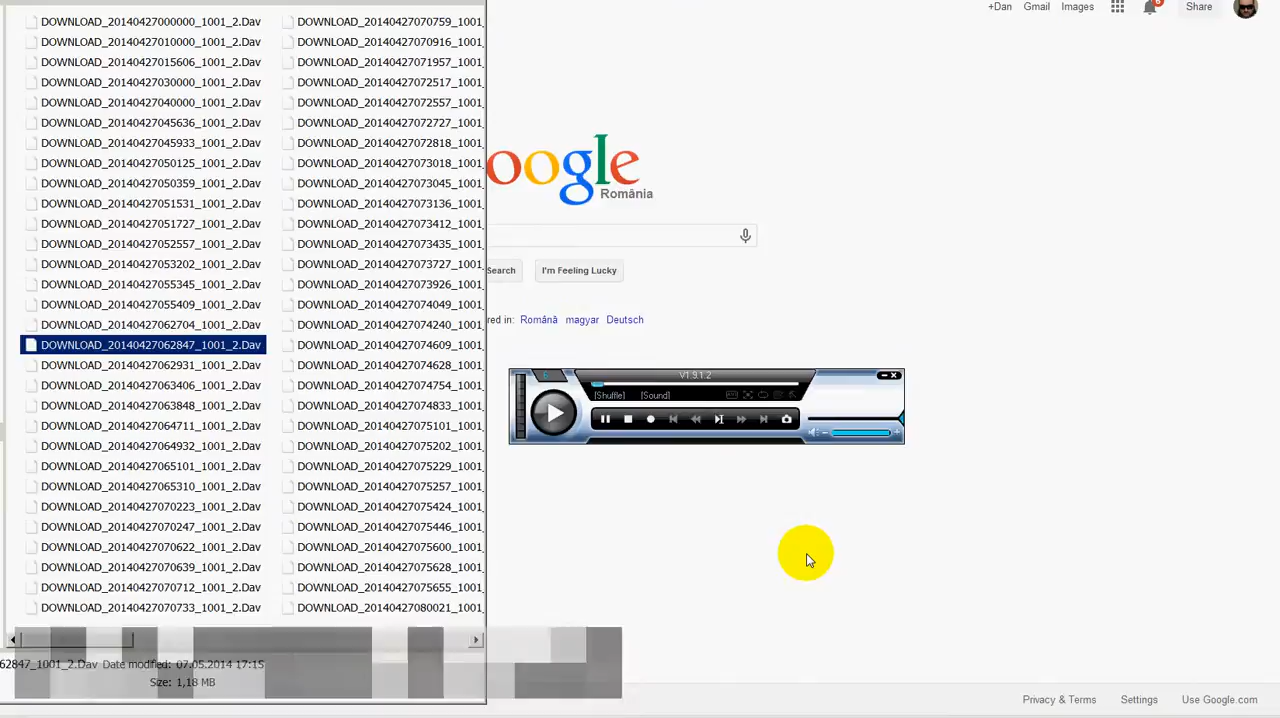 +Dan Gmail Images Share
DOWNLOAD_20140427000000_1001_2.Dav
DOWNLOAD_20140427010000_1001_2.Dav
DOWNLOAD_20140427015606_1001_2.Dav
DOWNLOAD_20140427030000_1001_2.Dav
DOWNLOAD_20140427040000_1001_2.Dav
DOWNLOAD_20140427045636_1001_2.Dav
DOWNLOAD_20140427045933_1001_2.Dav
DOWNLOAD_20140427050125_1001_2.Dav
DOWNLOAD_20140427050359_1001_2.Dav
DOWNLOAD_20140427051531_1001_2.Dav
DOWNLOAD_20140427051727_1001_2.Dav
DOWNLOAD_20140427052557_1001_2.Dav
DOWNLOAD_20140427053202_1001_2.Dav
DOWNLOAD_20140427055345_1001_2.Dav
DOWNLOAD_20140427055409_1001_2.Dav
DOWNLOAD_20140427062704_1001_2.Dav
DOWNLOAD_20140427062847_1001_2.Dav
DOWNLOAD_20140427062931_1001_2.Dav
DOWNLOAD_20140427063406_1001_2.Dav
DOWNLOAD_20140427063848_1001_2.Dav
DOWNLOAD_20140427064711_1001_2.Dav
DOWNLOAD_20140427064932_1001_2.Dav
DOWNLOAD_20140427065101_1001_2.Dav
DOWNLOAD_20140427065310_1001_2.Dav
DOWNLOAD_20140427070223_1001_2.Dav
DOWNLOAD_20140427070247_1001_2.Dav
DOWNLOAD_20140427070622_1001_2.Dav
DOWNLOAD_20140427070639_1001_2.Dav
DOWNLOAD_20140427070712_1001_2.Dav
DOWNLOAD_20140427070733_1001_2.Dav
DOWNLOAD_20140427070759_1001_
DOWNLOAD_20140427070916_1001_
DOWNLOAD_20140427071957_1001_
DOWNLOAD_20140427072517_1001_
DOWNLOAD_20140427072557_1001_
DOWNLOAD_20140427072727_1001_
DOWNLOAD_20140427072818_1001_
DOWNLOAD_20140427073018_1001_
DOWNLOAD_20140427073045_1001_
DOWNLOAD_20140427073136_1001_
DOWNLOAD_20140427073412_1001_
DOWNLOAD_20140427073435_1001_
DOWNLOAD_20140427073727_1001_
DOWNLOAD_20140427073926_1001_
DOWNLOAD_20140427074049_1001_
DOWNLOAD_20140427074240_1001_
DOWNLOAD_20140427074609_1001_
DOWNLOAD_20140427074628_1001_
DOWNLOAD_20140427074754_1001_
DOWNLOAD_20140427074833_1001_
DOWNLOAD_20140427075101_1001_
DOWNLOAD_20140427075202_1001_
DOWNLOAD_20140427075229_1001_
DOWNLOAD_20140427075257_1001_
DOWNLOAD_20140427075424_1001_
DOWNLOAD_20140427075446_1001_
DOWNLOAD_20140427075600_1001_
DOWNLOAD_20140427075628_1001_
DOWNLOAD_20140427075655_1001_
DOWNLOAD_20140427080021_1001_
62847_1001_2.Dav Date modified: 07.05.2014 17:15
Size: 1,18 MB
oogle
România
Search I'm Feeling Lucky
red in: Română magyar Deutsch
V1.9.1.2
[Shuffle] [Sound]
Privacy & Terms Settings Use Google.com